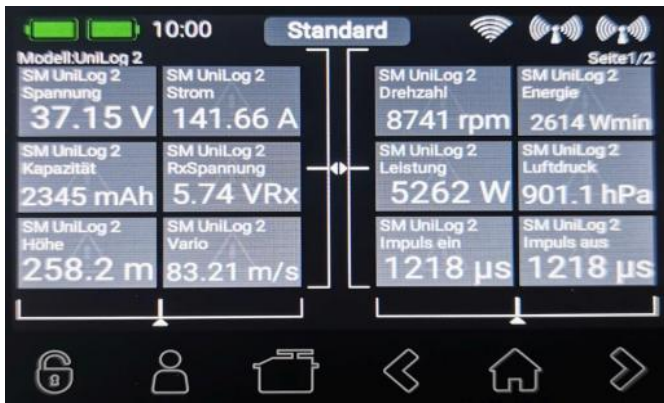 10:00
Standard
Modell:UniLog 2
Seite1/2
SM UniLog 2
Spannung
37.15 V
SM UniLog 2
Strom
141.66 A
SM UniLog 2
Drehzahl
8741 rpm
SM UniLog 2
Energie
2614 Wmin
SM UniLog 2
Kapazität
2345 mAh
SM UniLog 2
RxSpannung
5.74 VRx
SM UniLog 2
Leistung
5262 W
SM UniLog 2
Luftdruck
901.1 hPa
SM UniLog 2
Höhe
258.2 m
SM UniLog 2
Vario
83.21 m/s
SM UniLog 2
Impuls ein
1218 µs
SM UniLog 2
Impuls aus
1218 µs